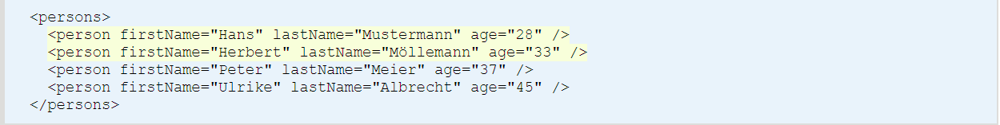 <persons>
<person firstName="Hans" lastName="Mustermann" age="28" />
<person firstName="Herbert" lastName="Möllemann" age="33" />
<person firstName="Peter" lastName="Meier" age="37" />
<person firstName="Ulrike" lastName="Albrecht" age="45" />
</persons>